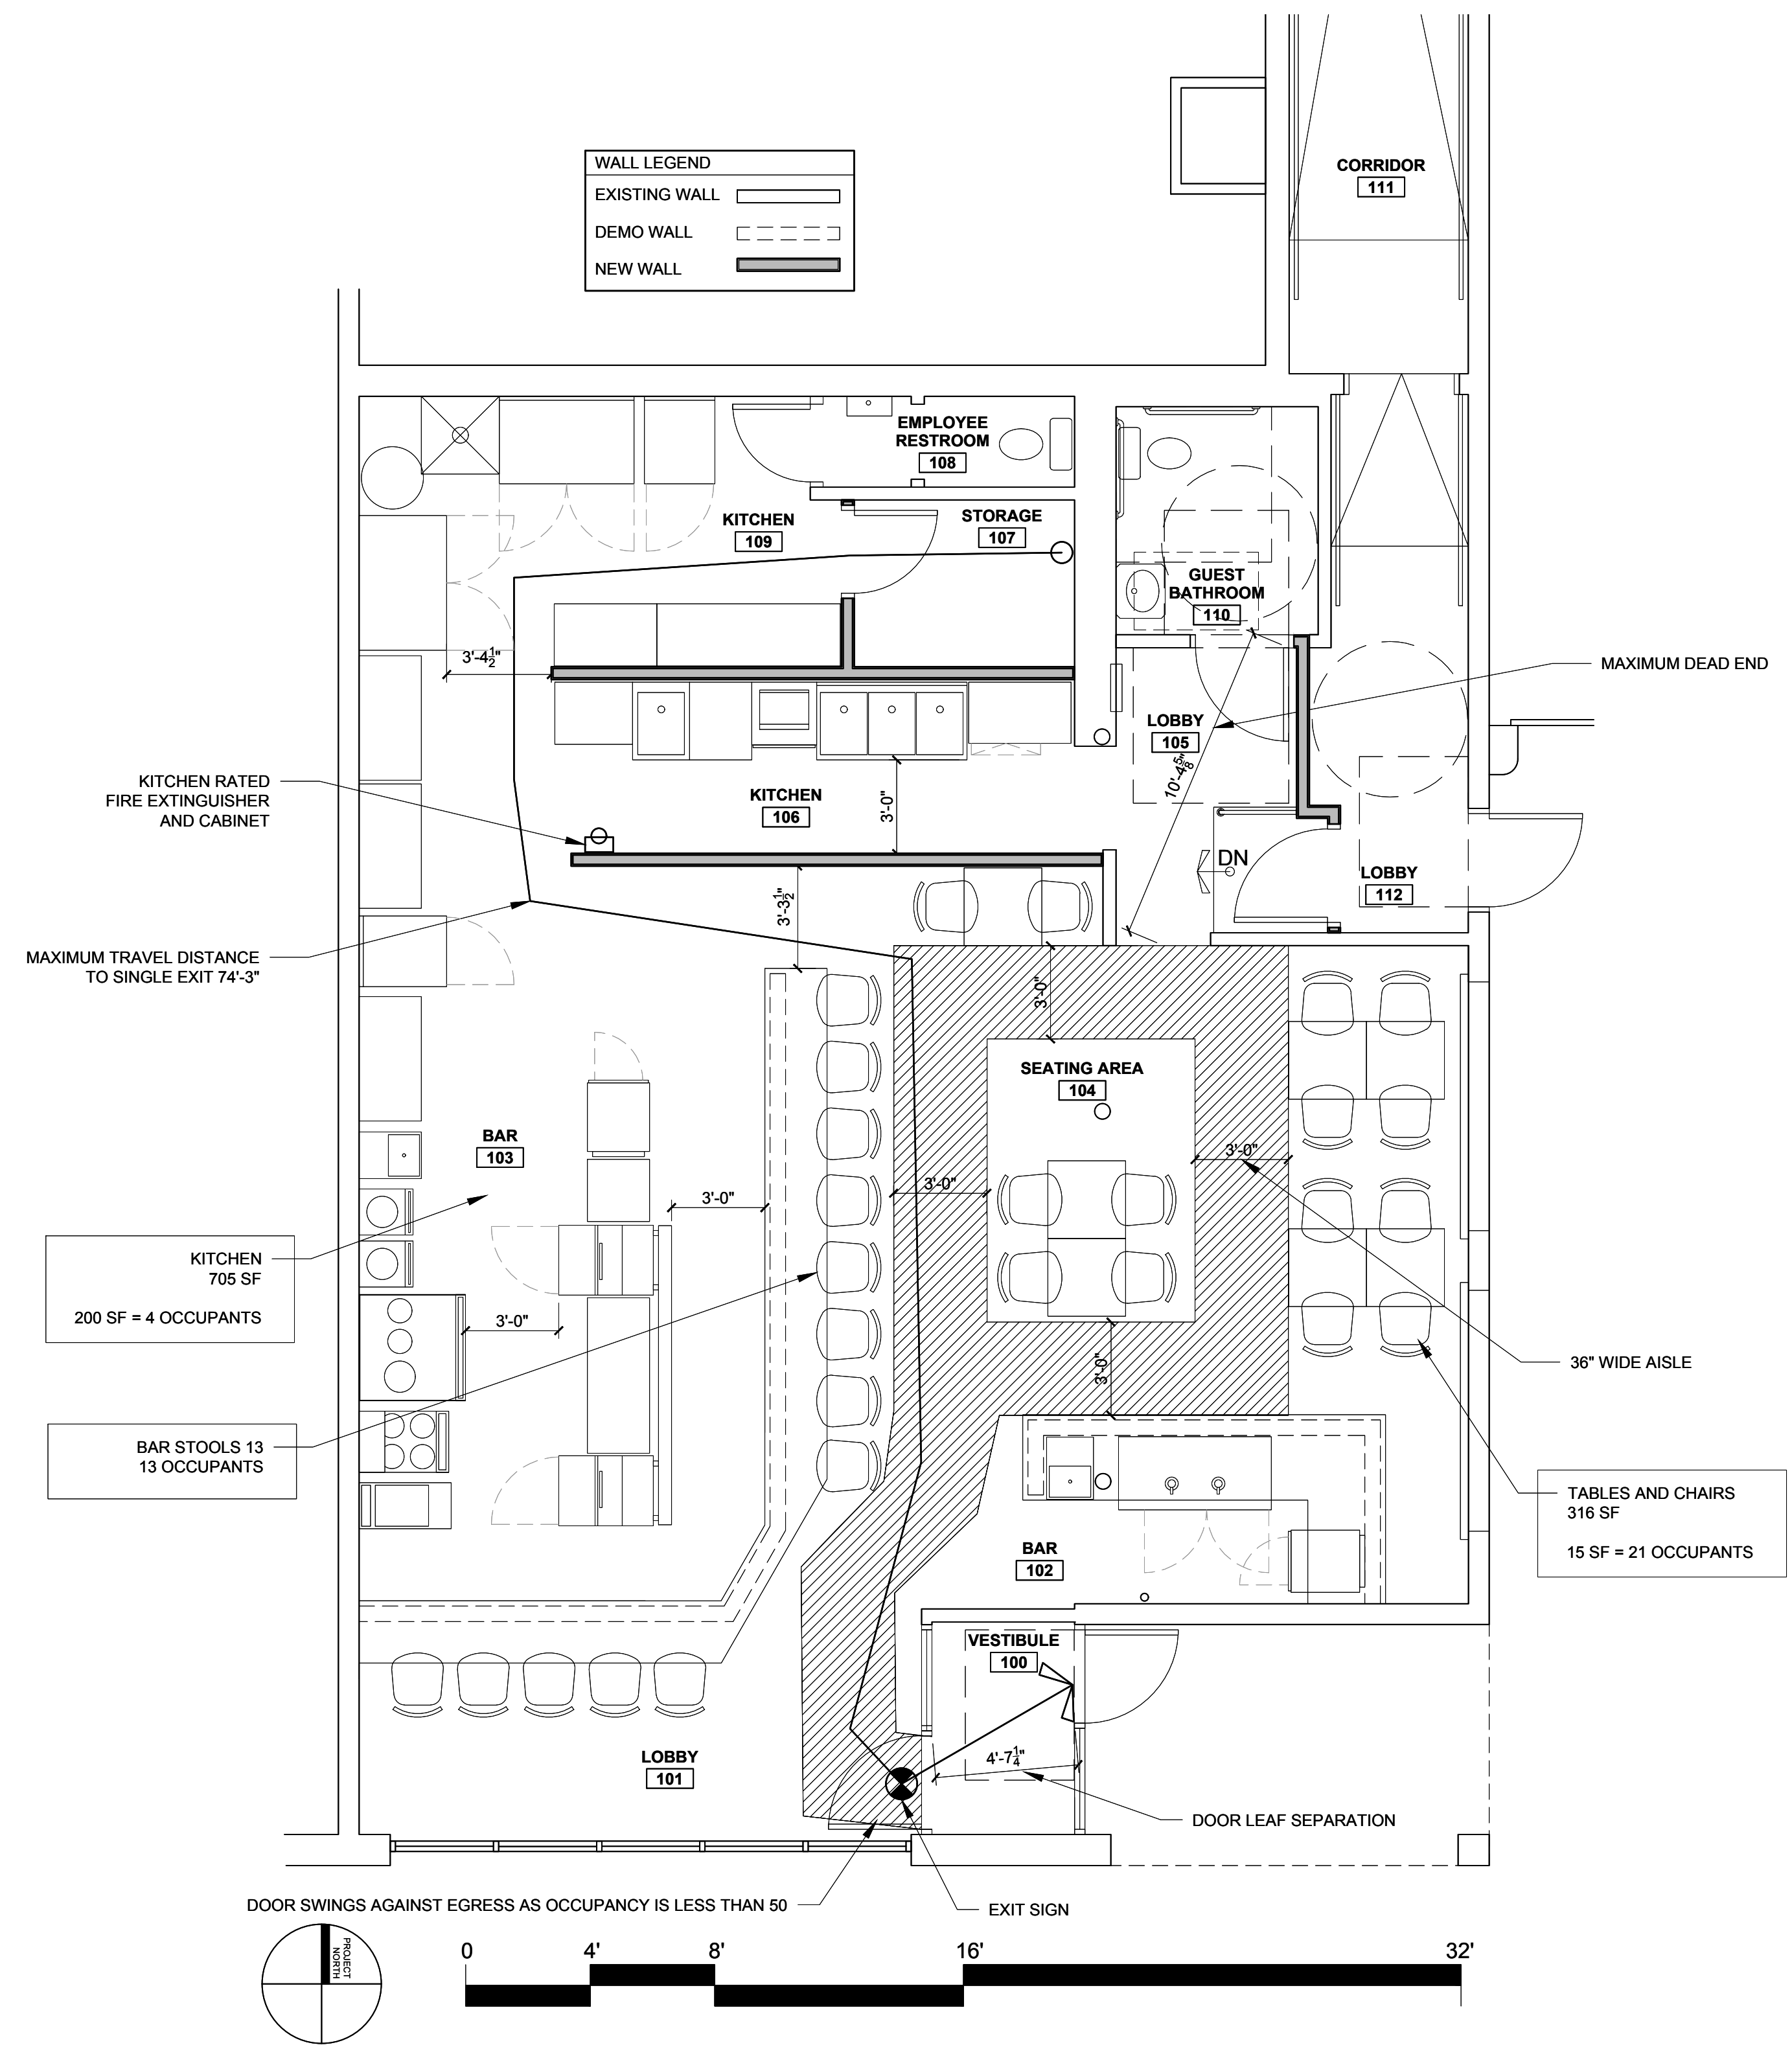 WALL LEGEND
EXISTING WALL
DEMO WALL
NEW WALL
CORRIDOR
111
EMPLOYEE
RESTROOM
108
KITCHEN
109
STORAGE
107
GUEST
BATHROOM
110
3'-4½"
MAXIMUM DEAD END
LOBBY
105
10'-4⅝"
KITCHEN RATED
FIRE EXTINGUISHER
AND CABINET
KITCHEN
106
3'-0"
DN
LOBBY
112
3'-3½"
MAXIMUM TRAVEL DISTANCE
TO SINGLE EXIT 74'-3"
3'-0"
SEATING AREA
104
BAR
103
3'-0"
3'-0"
3'-0"
KITCHEN
705 SF
200 SF = 4 OCCUPANTS
3'-0"
3'-0"
36" WIDE AISLE
BAR STOOLS 13
13 OCCUPANTS
TABLES AND CHAIRS
316 SF
15 SF = 21 OCCUPANTS
BAR
102
VESTIBULE
100
LOBBY
101
4'-7¼"
DOOR LEAF SEPARATION
DOOR SWINGS AGAINST EGRESS AS OCCUPANCY IS LESS THAN 50
EXIT SIGN
PROJECT
NORTH
0 4' 8' 16' 32'